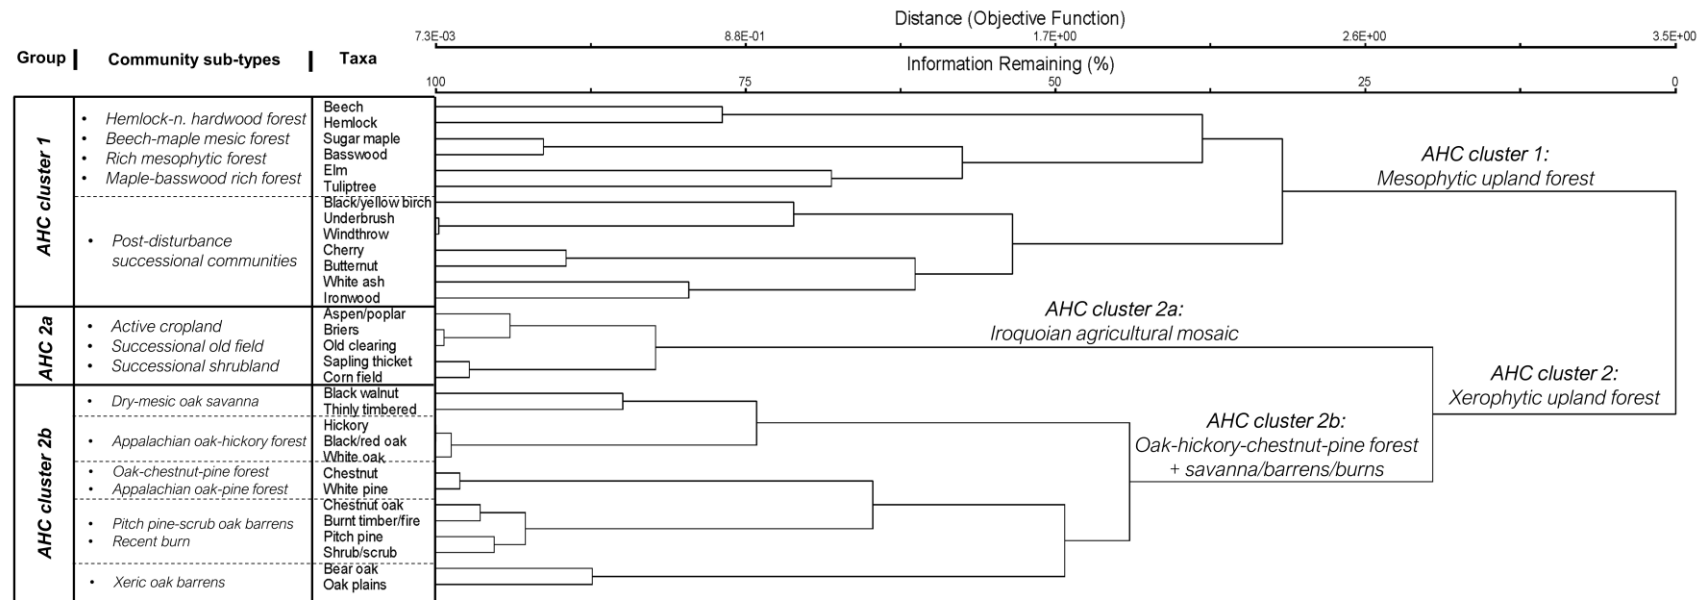 Distance (Objective Function)
7.3E-03 8.8E-01 1.7E+00 2.6E+00 3.5E+00
Information Remaining (%)
100 75 50 25 0
Group Community sub-types Taxa
AHC cluster 1
• Hemlock-n. hardwood forest
• Beech-maple mesic forest
• Rich mesophytic forest
• Maple-basswood rich forest
• Post-disturbance
successional communities
Beech
Hemlock
Sugar maple
Basswood
Elm
Tuliptree
Black/yellow birch
Underbrush
Windthrow
Cherry
Butternut
White ash
Ironwood
AHC cluster 1:
Mesophytic upland forest
AHC 2a
• Active cropland
• Successional old field
• Successional shrubland
Aspen/poplar
Briers
Old clearing
Sapling thicket
Corn field
AHC cluster 2a:
Iroquoian agricultural mosaic
AHC cluster 2:
Xerophytic upland forest
AHC cluster 2b
• Dry-mesic oak savanna
• Appalachian oak-hickory forest
• Oak-chestnut-pine forest
• Appalachian oak-pine forest
• Pitch pine-scrub oak barrens
• Recent burn
• Xeric oak barrens
Black walnut
Thinly timbered
Hickory
Black/red oak
White oak
Chestnut
White pine
Chestnut oak
Burnt timber/fire
Pitch pine
Shrub/scrub
Bear oak
Oak plains
AHC cluster 2b:
Oak-hickory-chestnut-pine forest
+ savanna/barrens/burns